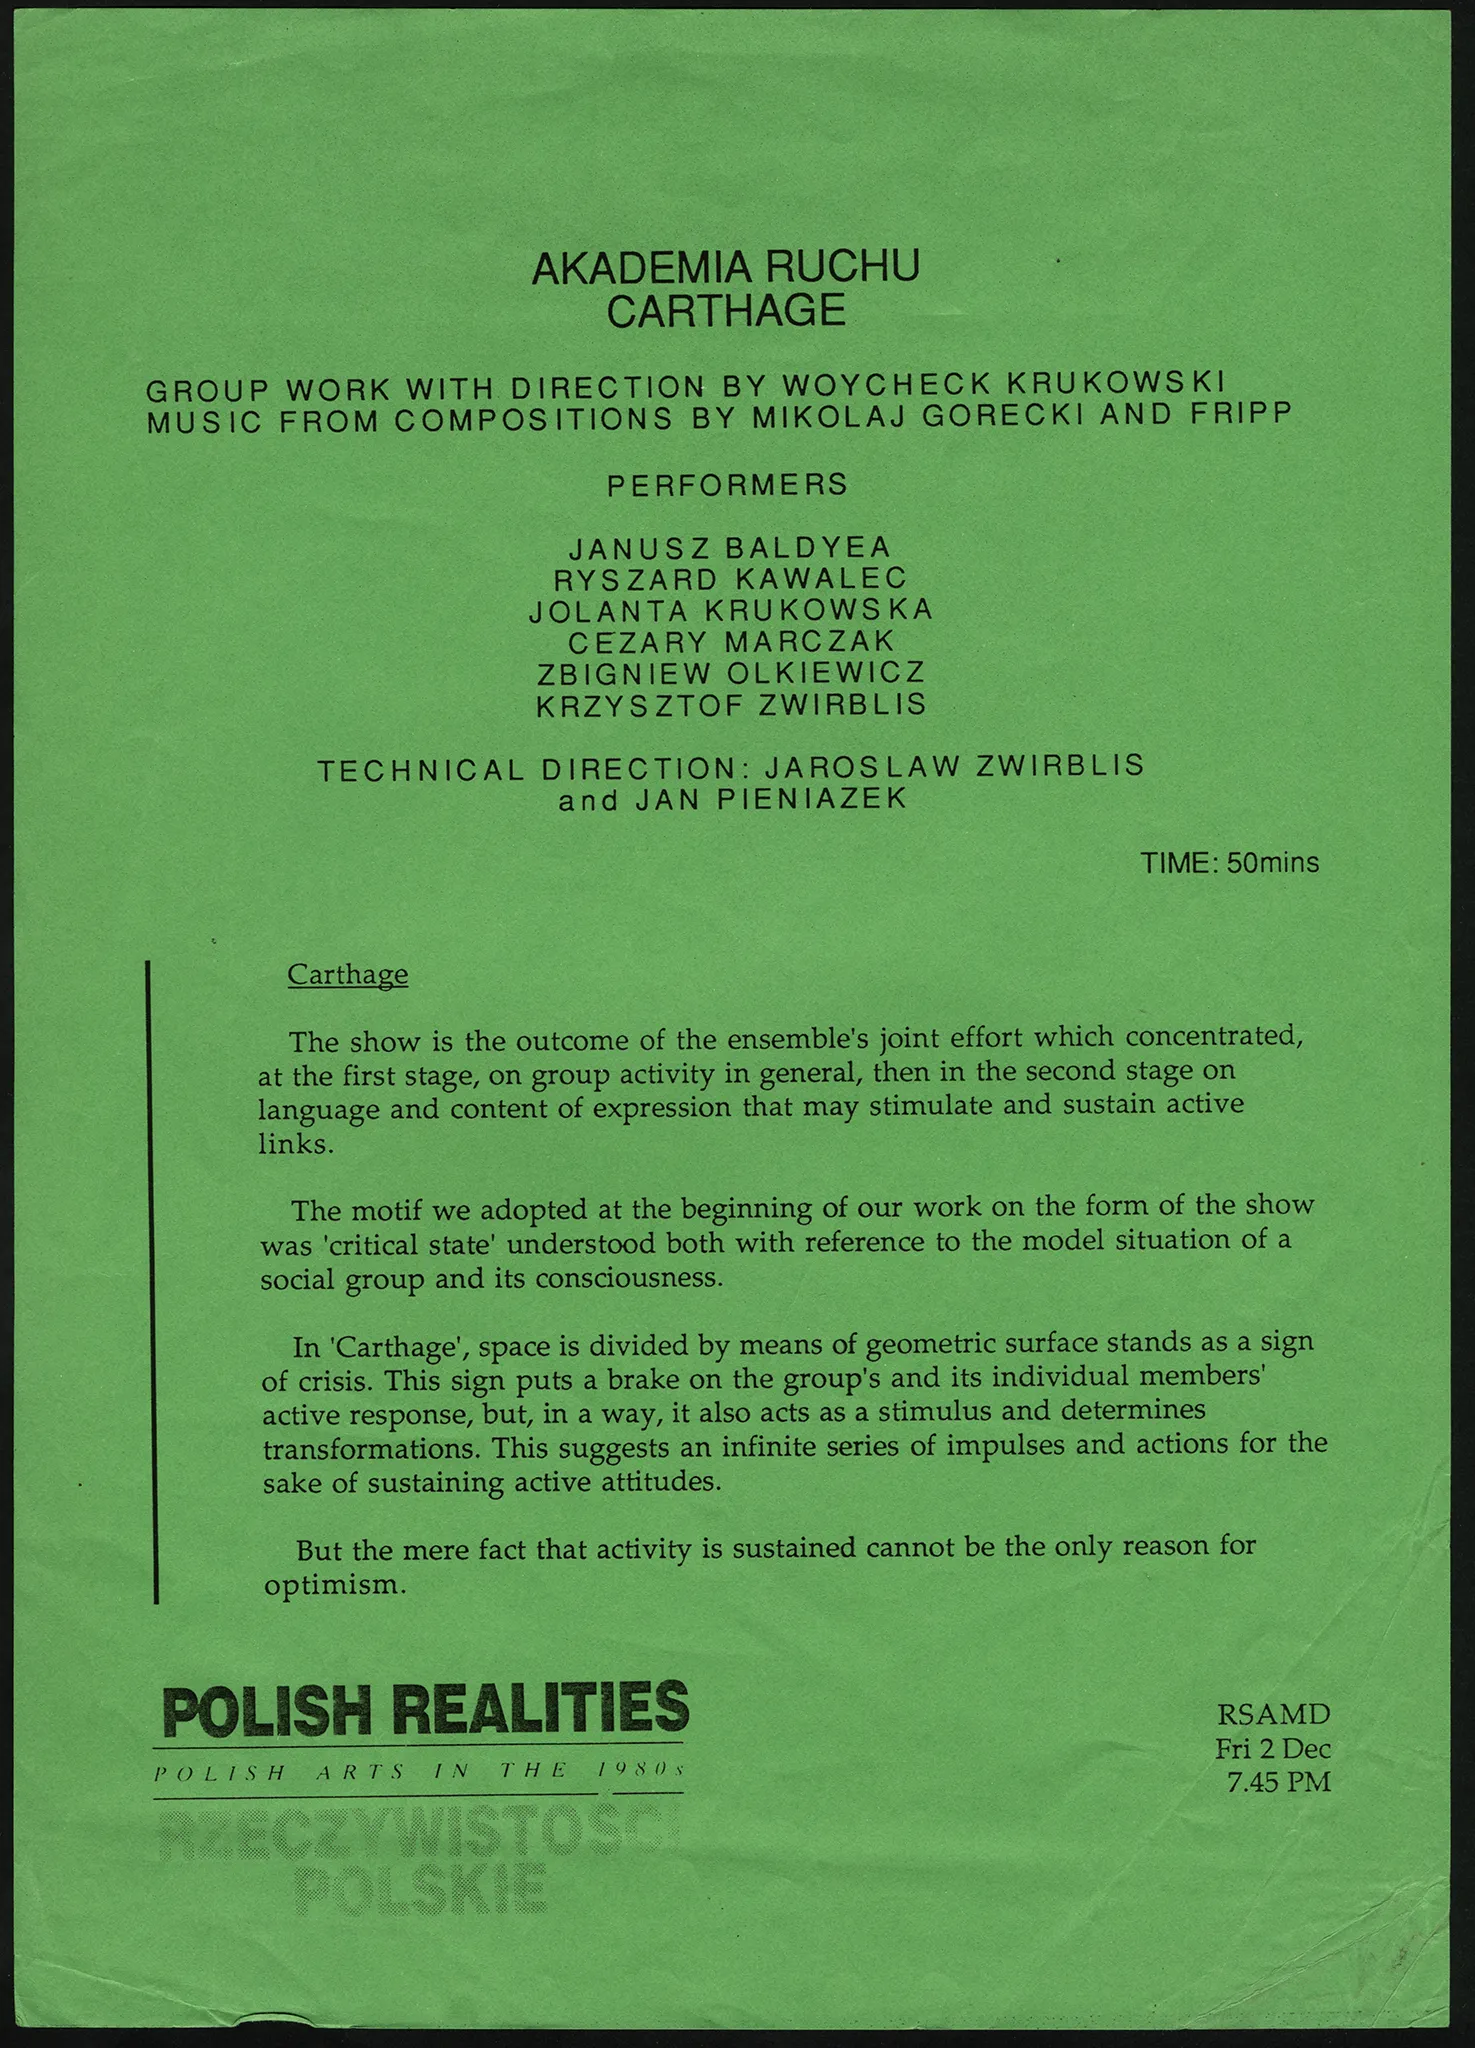 AKADEMIA RUCHU
CARTHAGE
GROUP WORK WITH DIRECTION BY WOYCHECK KRUKOWSKI
MUSIC FROM COMPOSITIONS BY MIKOLAJ GORECKI AND FRIPP
PERFORMERS
JANUSZ BALDYEA
RYSZARD KAWALEC
JOLANTA KRUKOWSKA
CEZARY MARCZAK
ZBIGNIEW OLKIEWICZ
KRZYSZTOF ZWIRBLIS
TECHNICAL DIRECTION: JAROSLAW ZWIRBLIS
and JAN PIENIAZEK
TIME: 50mins
Carthage
The show is the outcome of the ensemble's joint effort which concentrated,
at the first stage, on group activity in general, then in the second stage on
language and content of expression that may stimulate and sustain active
links.
The motif we adopted at the beginning of our work on the form of the show
was 'critical state' understood both with reference to the model situation of a
social group and its consciousness.
In 'Carthage', space is divided by means of geometric surface stands as a sign
of crisis. This sign puts a brake on the group's and its individual members'
active response, but, in a way, it also acts as a stimulus and determines
transformations. This suggests an infinite series of impulses and actions for the
sake of sustaining active attitudes.
But the mere fact that activity is sustained cannot be the only reason for
optimism.
POLISH REALITIES
POLISH ARTS IN THE 1980s
RZECZYWISTOSCI
POLSKIE
RSAMD
Fri 2 Dec
7.45 PM